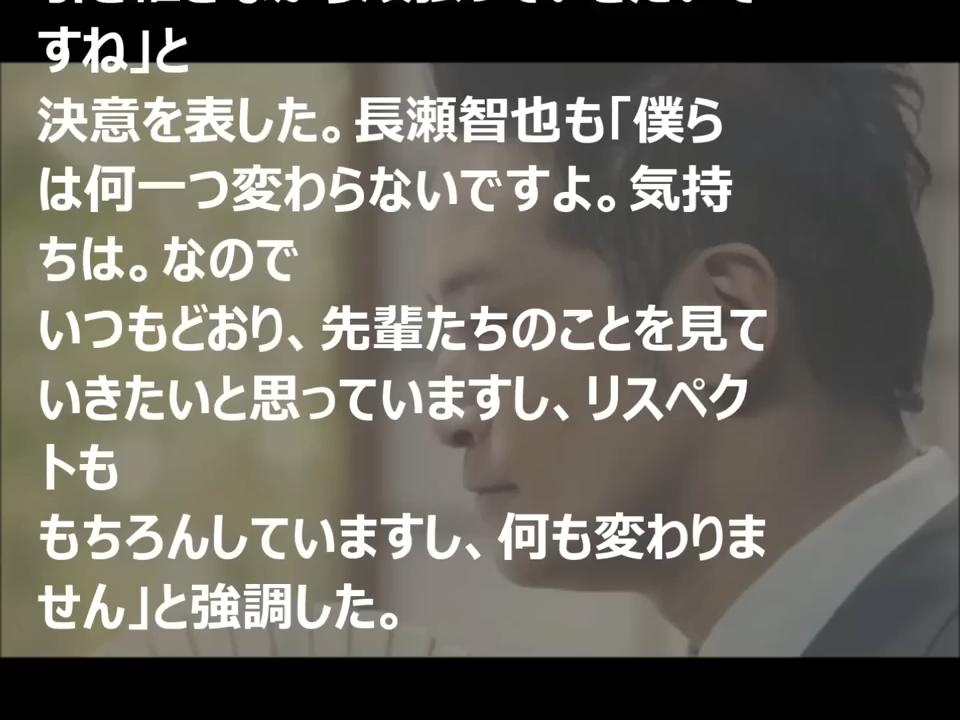 すね」と
決意を表した。長瀬智也も「僕ら
は何一つ変わらないですよ。気持
ちは。なので
いつもどおり、先輩たちのことを見て
いきたいと思っていますし、リスペク
トも
もちろんしていますし、何も変わりま
せん」と強調した。